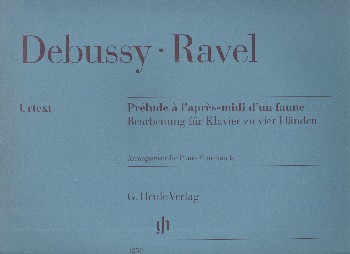 Debussy · Ravel
Urtext
Prélude à l'après-midi d'un faune
Bearbeitung für Klavier zu vier Händen
Arrangement for Piano Four-hands
G. Henle Verlag